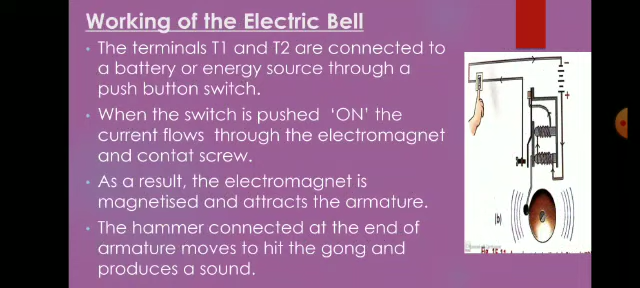 Working of the Electric Bell
• The terminals T1 and T2 are connected to
a battery or energy source through a
push button switch.
• When the switch is pushed 'ON' the
current flows through the electromagnet
and contat screw.
• As a result, the electromagnet is
magnetised and attracts the armature.
• The hammer connected at the end of
armature moves to hit the gong and
produces a sound.
−
+
(b)